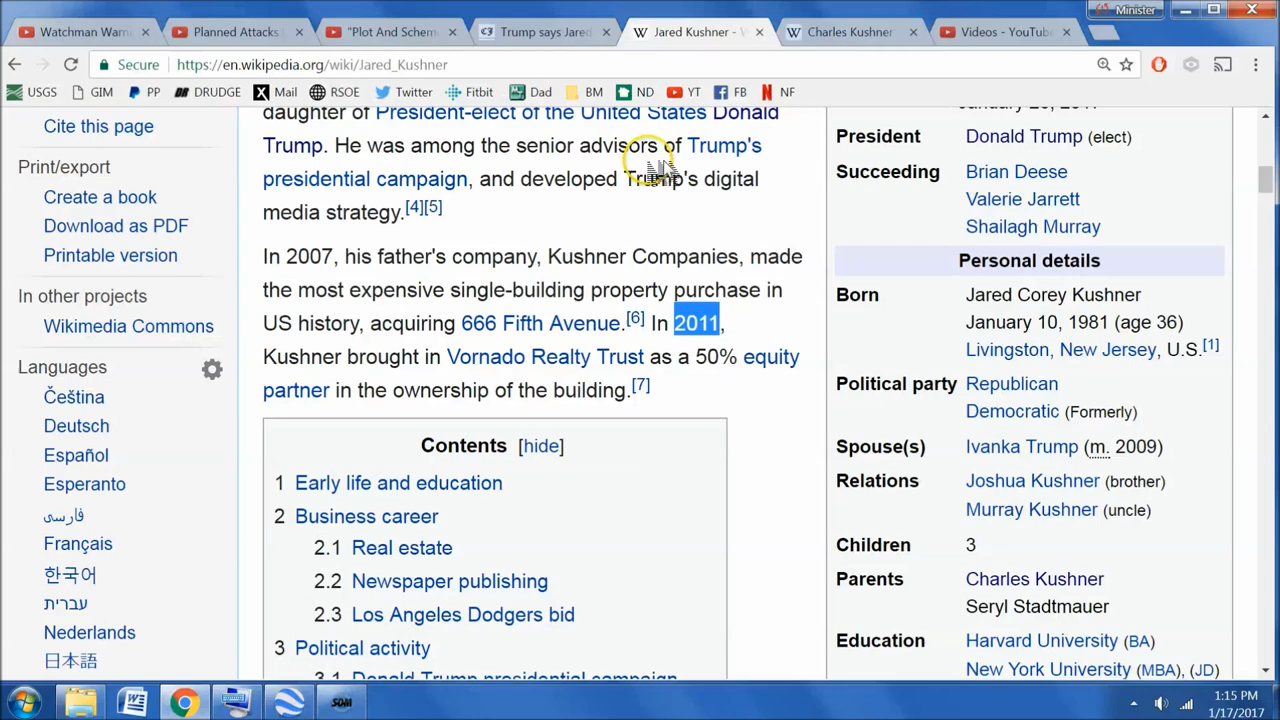 Minister
Watchman Warn
Planned Attacks
"Plot And Schem
Trump says Jared
Jared Kushner -
Charles Kushner
Videos - YouTube
Secure https://en.wikipedia.org/wiki/Jared_Kushner
USGS GIM PP DRUDGE Mail RSOE Twitter Fitbit Dad BM ND YT FB NF
Cite this page
Print/export
Create a book
Download as PDF
Printable version
In other projects
Wikimedia Commons
Languages
Čeština
Deutsch
Español
Esperanto
فارسی
Français
한국어
עברית
Nederlands
日本語
daughter of President-elect of the United States Donald
Trump. He was among the senior advisors of Trump's
presidential campaign, and developed Trump's digital
media strategy.[4][5]
In 2007, his father's company, Kushner Companies, made
the most expensive single-building property purchase in
US history, acquiring 666 Fifth Avenue.[6] In 2011,
Kushner brought in Vornado Realty Trust as a 50% equity
partner in the ownership of the building.[7]
Contents [hide]
1 Early life and education
2 Business career
2.1 Real estate
2.2 Newspaper publishing
2.3 Los Angeles Dodgers bid
3 Political activity
3.1 Donald Trump presidential campaign
President Donald Trump (elect)
Succeeding Brian Deese
Valerie Jarrett
Shailagh Murray
Personal details
Born Jared Corey Kushner
January 10, 1981 (age 36)
Livingston, New Jersey, U.S.[1]
Political party Republican
Democratic (Formerly)
Spouse(s) Ivanka Trump (m. 2009)
Relations Joshua Kushner (brother)
Murray Kushner (uncle)
Children 3
Parents Charles Kushner
Seryl Stadtmauer
Education Harvard University (BA)
New York University (MBA), (JD)
SOM
1:15 PM
1/17/2017